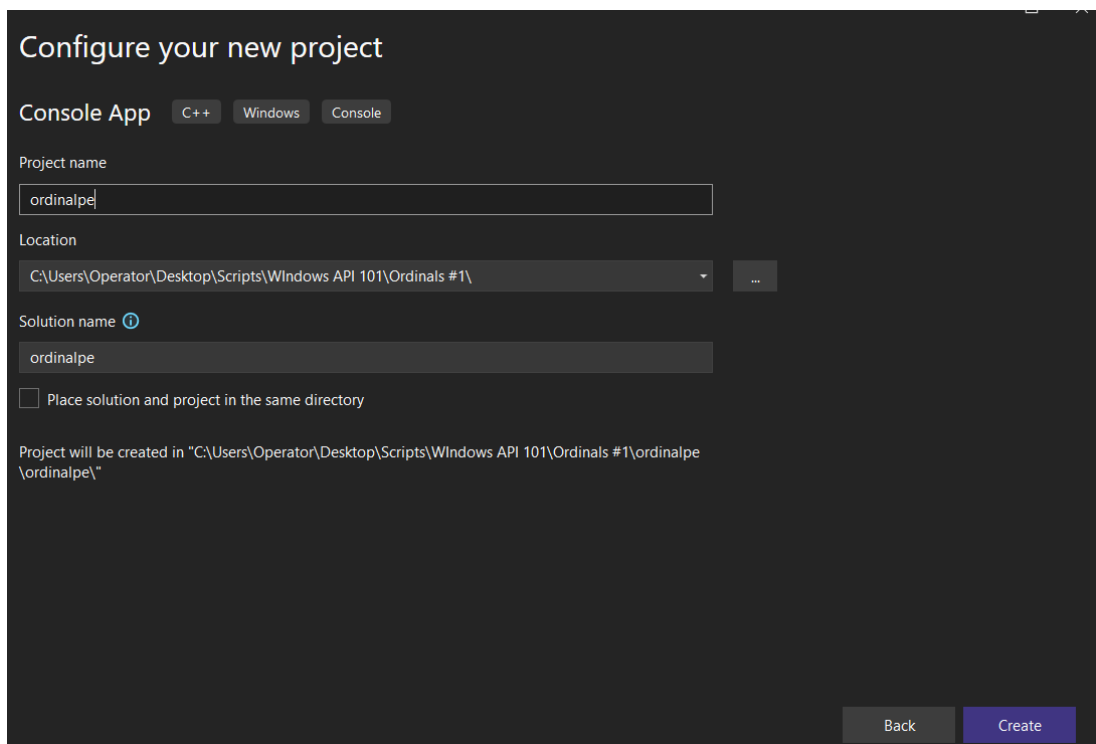 Configure your new project
Console App C++ Windows Console
Project name
ordinalpe
Location
C:\Users\Operator\Desktop\Scripts\WIndows API 101\Ordinals #1\
...
Solution name
ordinalpe
Place solution and project in the same directory
Project will be created in "C:\Users\Operator\Desktop\Scripts\WIndows API 101\Ordinals #1\ordinalpe
\ordinalpe\"
Back Create